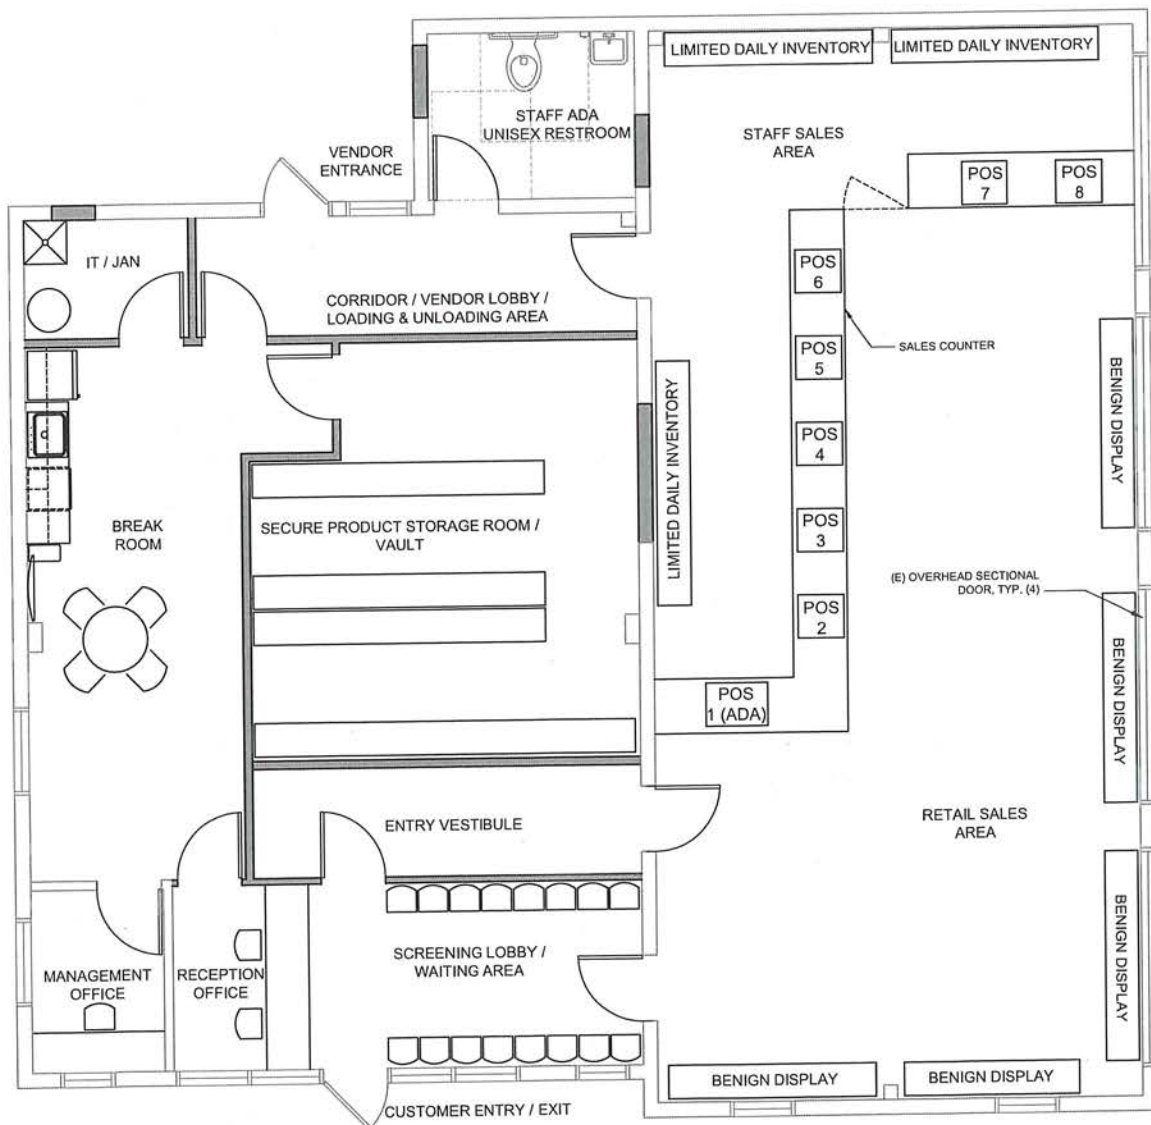 LIMITED DAILY INVENTORY
LIMITED DAILY INVENTORY
STAFF ADA
UNISEX RESTROOM
STAFF SALES
AREA
VENDOR
ENTRANCE
POS
7
POS
8
IT / JAN
POS
6
CORRIDOR / VENDOR LOBBY /
LOADING & UNLOADING AREA
SALES COUNTER
POS
5
BENIGN DISPLAY
LIMITED DAILY INVENTORY
POS
4
BREAK
ROOM
SECURE PRODUCT STORAGE ROOM /
VAULT
POS
3
(E) OVERHEAD SECTIONAL
DOOR, TYP. (4)
POS
2
BENIGN DISPLAY
POS
1 (ADA)
ENTRY VESTIBULE
RETAIL SALES
AREA
BENIGN DISPLAY
SCREENING LOBBY /
WAITING AREA
MANAGEMENT
OFFICE
RECEPTION
OFFICE
BENIGN DISPLAY
BENIGN DISPLAY
CUSTOMER ENTRY / EXIT